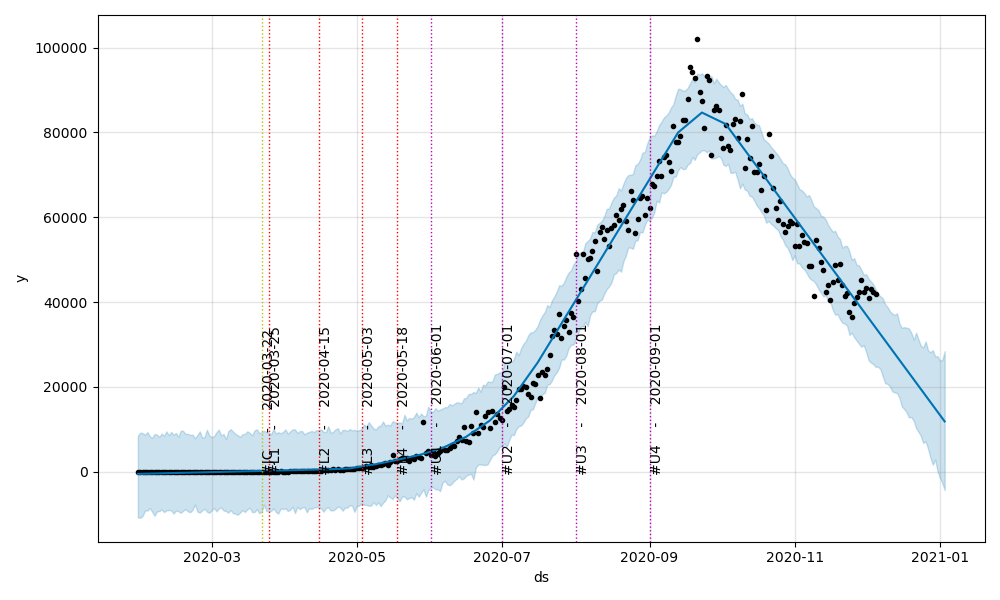 100000
80000
60000
40000
20000
0
y
#JC - 2020-03-22
#L1 - 2020-03-25
#L2 - 2020-04-15
#L3 - 2020-05-03
#L4 - 2020-05-18
#U1 - 2020-06-01
#U2 - 2020-07-01
#U3 - 2020-08-01
#U4 - 2020-09-01
2020-03
2020-05
2020-07
2020-09
2020-11
2021-01
ds